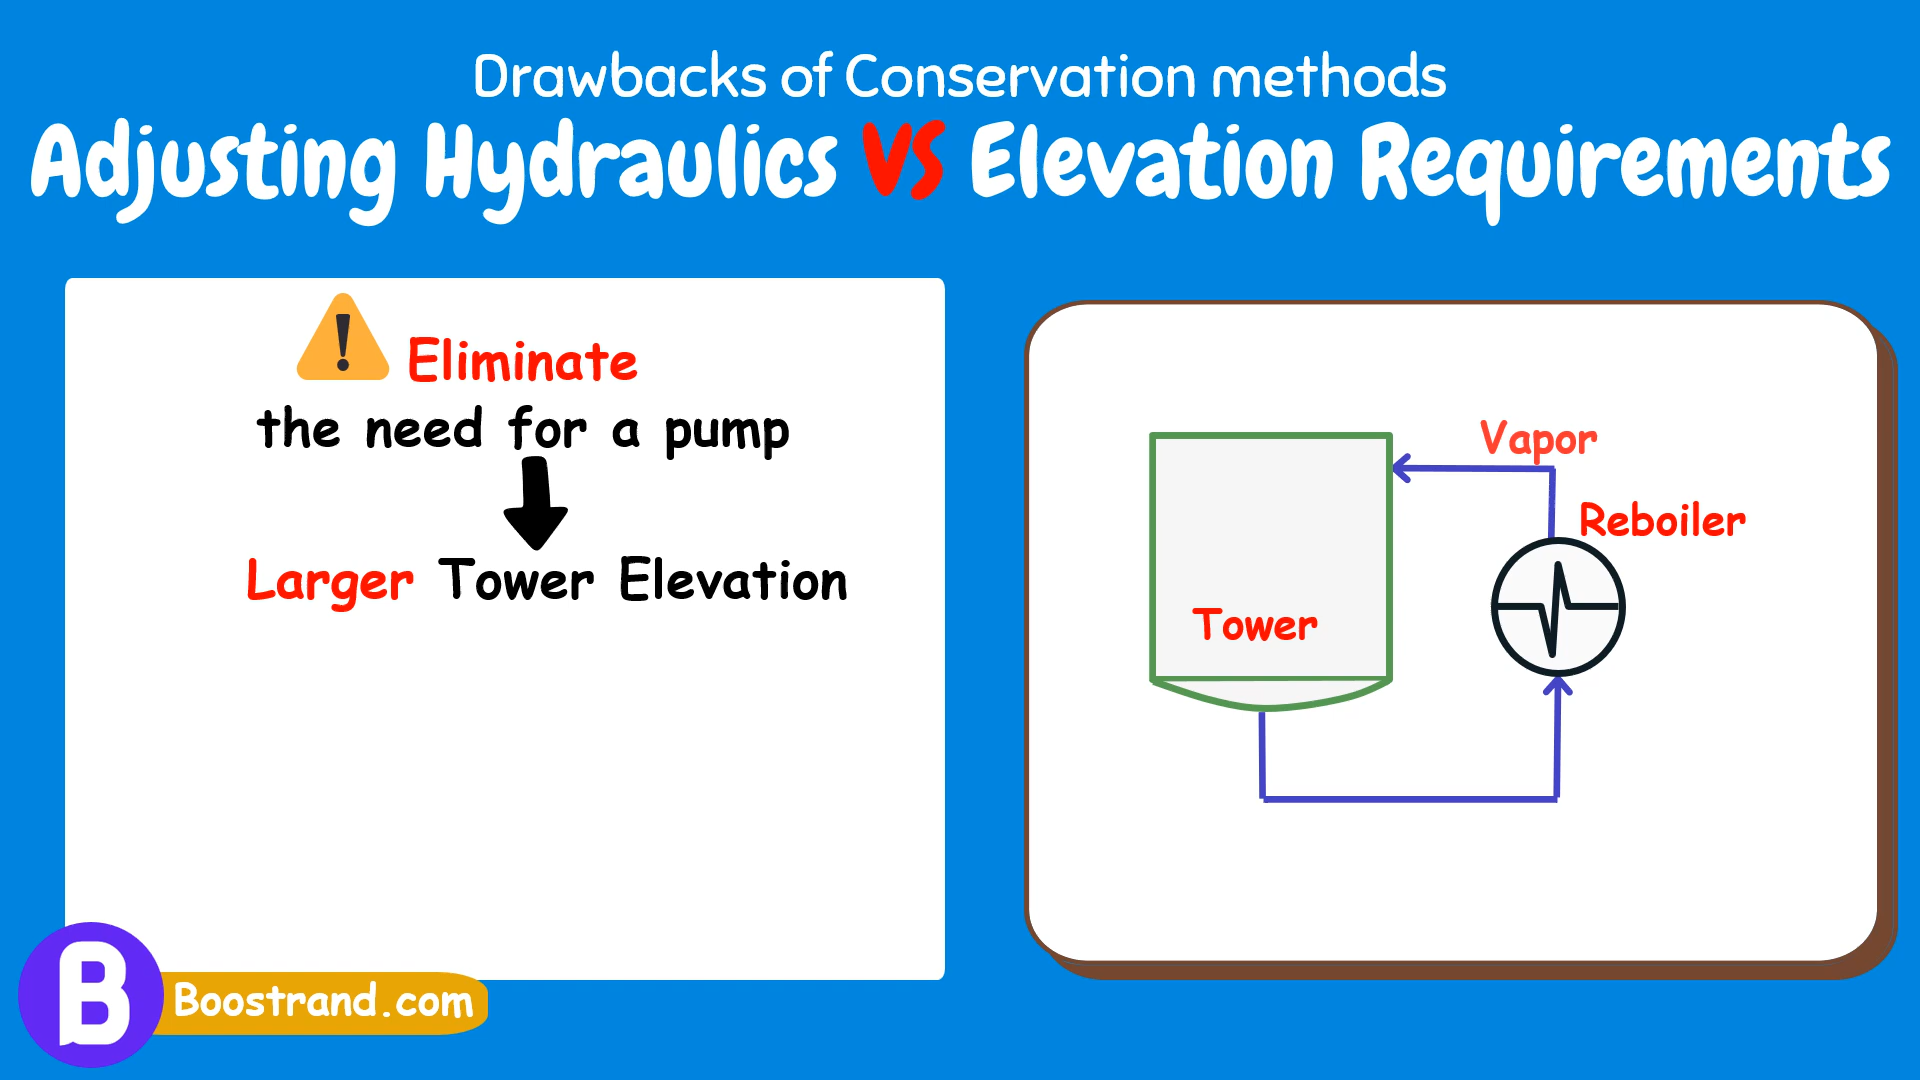 Drawbacks of Conservation methods
Adjusting Hydraulics VS Elevation Requirements
Eliminate
the need for a pump
Larger Tower Elevation
Vapor
Reboiler
Tower
B Boostrand.com